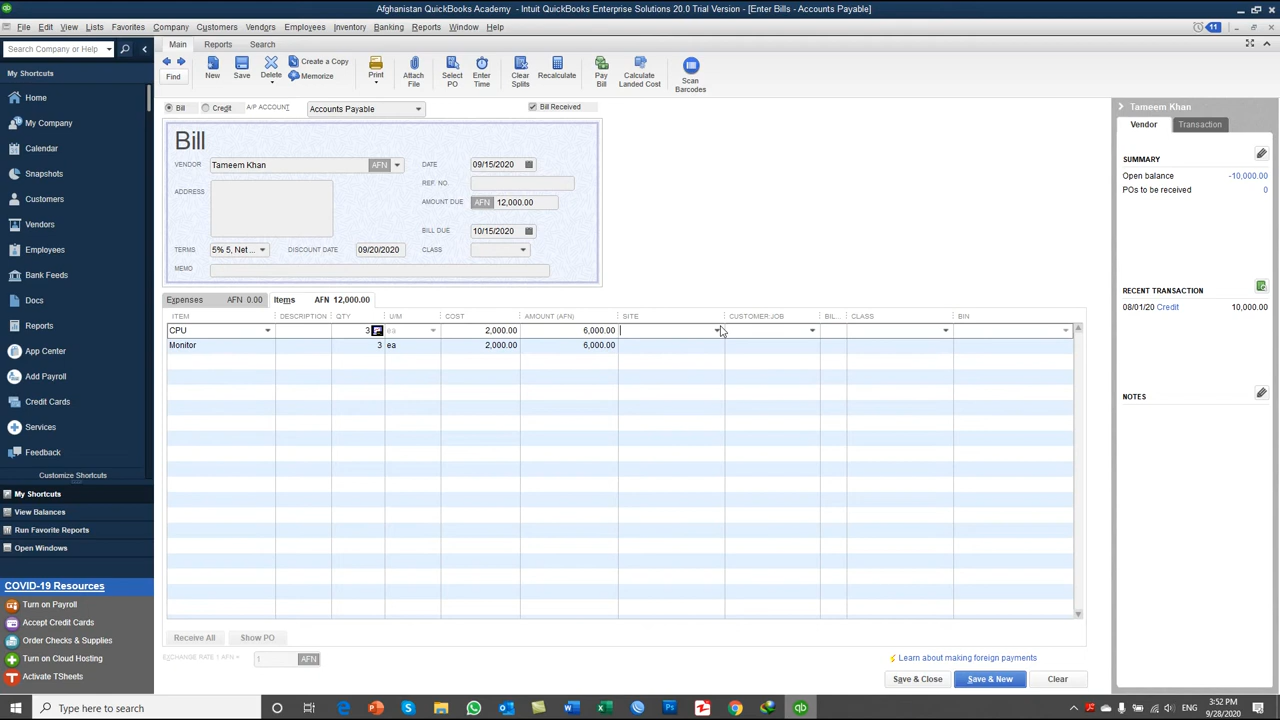 Afghanistan QuickBooks Academy - Intuit QuickBooks Enterprise Solutions 20.0 Trial Version - [Enter Bills - Accounts Payable]
File Edit View Lists Favorites Company Customers Vendors Employees Inventory Banking Reports Window Help 11
Search Company or Help
My Shortcuts
Home
My Company
Calendar
Snapshots
Customers
Vendors
Employees
Bank Feeds
Docs
Reports
App Center
Add Payroll
Credit Cards
Services
Feedback
Customize Shortcuts
My Shortcuts
View Balances
Run Favorite Reports
Open Windows
COVID-19 Resources
Turn on Payroll
Accept Credit Cards
Order Checks & Supplies
Turn on Cloud Hosting
Activate TSheets
Main Reports Search
Find New Save Delete Create a Copy Memorize Print Attach File Select PO Enter Time Clear Splits Recalculate Pay Bill Calculate Landed Cost Scan Barcodes
Bill Credit A/P ACCOUNT Accounts Payable Bill Received
Bill
VENDOR Tameem Khan AFN DATE 09/15/2020
ADDRESS REF. NO.
AMOUNT DUE AFN 12,000.00
BILL DUE 10/15/2020
TERMS 5% 5, Net ... DISCOUNT DATE 09/20/2020 CLASS
MEMO
Expenses AFN 0.00 Items AFN 12,000.00
ITEM DESCRIPTION QTY U/M COST AMOUNT (AFN) SITE CUSTOMER:JOB BIL... CLASS BIN
CPU 3 ea 2,000.00 6,000.00
Monitor 3 ea 2,000.00 6,000.00
Receive All Show PO
EXCHANGE RATE 1 AFN = 1 AFN
Learn about making foreign payments
Save & Close Save & New Clear
Tameem Khan
Vendor Transaction
SUMMARY
Open balance -10,000.00
POs to be received 0
RECENT TRANSACTION
08/01/20 Credit 10,000.00
NOTES
Type here to search
ENG
3:52 PM
9/28/2020